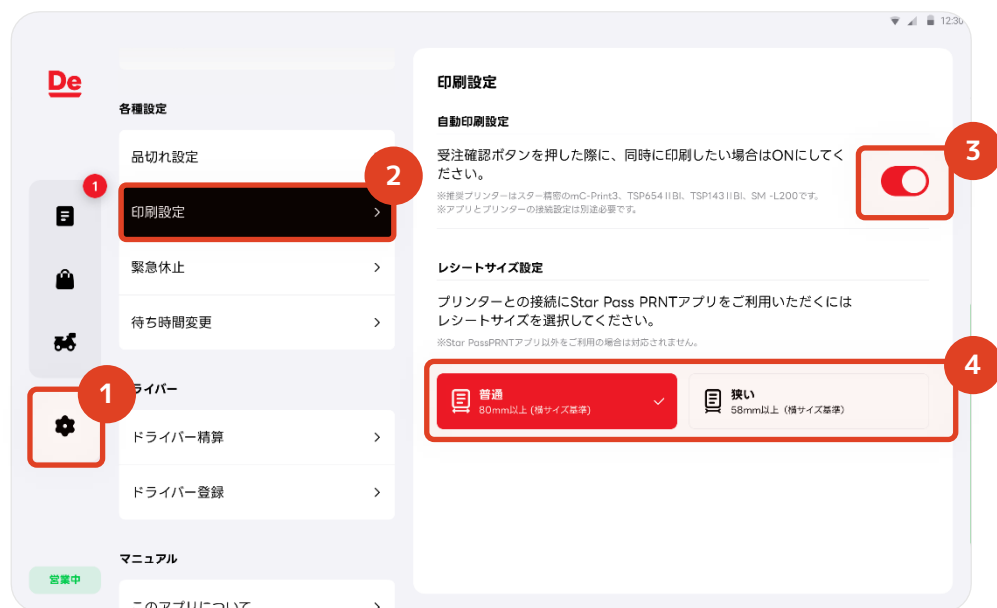 12:30
De
各種設定
品切れ設定
2
印刷設定
緊急休止
待ち時間変更
1
1
ライバー
ドライバー精算
ドライバー登録
マニュアル
このアプリについて
営業中
印刷設定
自動印刷設定
受注確認ボタンを押した際に、同時に印刷したい場合はONにしてく
ださい。
※推奨プリンターはスター精密のmC-Print3、TSP654IIBI、TSP143IIBI、SM -L200です。
※アプリとプリンターの接続設定は別途必要です。
3
レシートサイズ設定
プリンターとの接続にStar Pass PRNTアプリをご利用いただくには
レシートサイズを選択してください。
※Star PassPRNTアプリ以外をご利用の場合は対応されません。
4
普通
80mm以上 (横サイズ基準)
狭い
58mm以上（横サイズ基準）